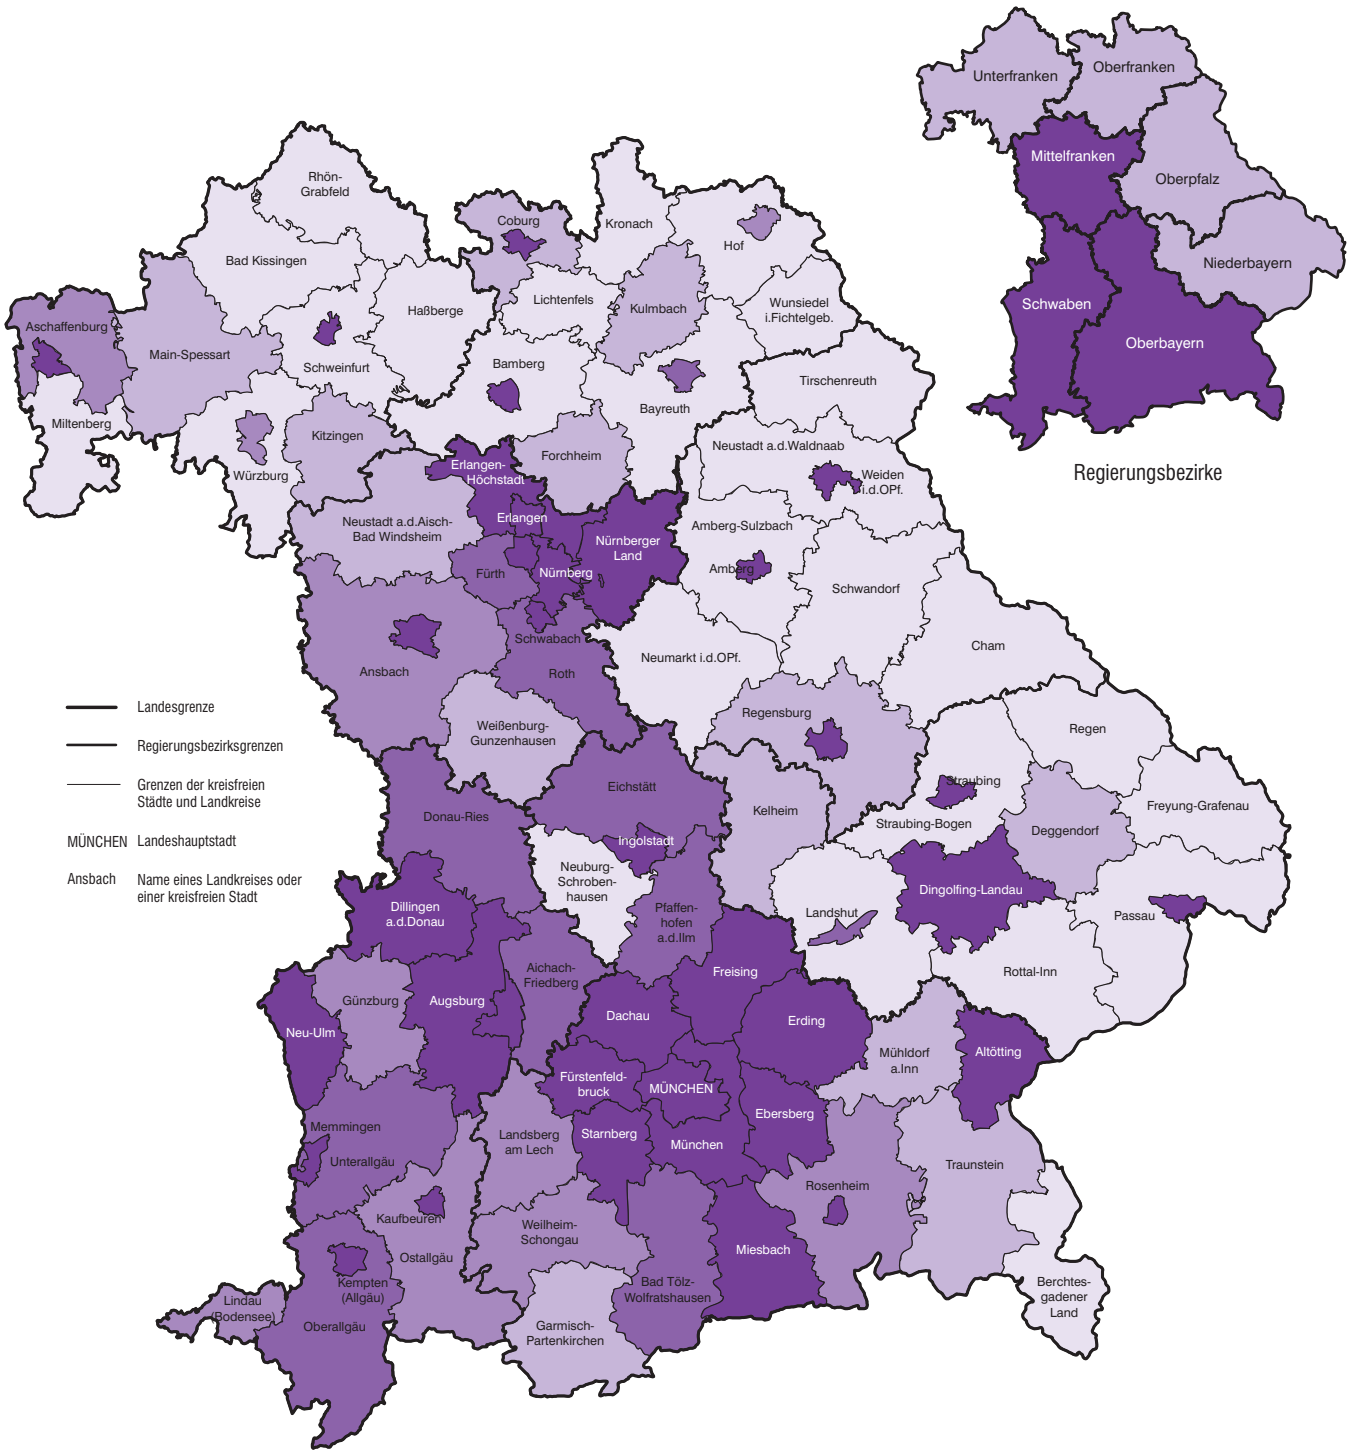 Unterfranken
Oberfranken
Mittelfranken
Oberpfalz
Niederbayern
Schwaben
Oberbayern
Regierungsbezirke
Rhön-
Grabfeld
Coburg
Kronach
Hof
Bad Kissingen
Lichtenfels
Kulmbach
Wunsiedel
i.Fichtelgeb.
Haßberge
Aschaffenburg
Main-Spessart
Schweinfurt
Bamberg
Tirschenreuth
Bayreuth
Miltenberg
Kitzingen
Würzburg
Forchheim
Neustadt a.d.Waldnaab
Erlangen-
Höchstadt
Weiden
i.d.OPf.
Erlangen
Neustadt a.d.Aisch-
Bad Windsheim
Amberg-Sulzbach
Nürnberger
Land
Fürth
Nürnberg
Amberg
Schwandorf
Schwabach
Cham
Neumarkt i.d.OPf.
Ansbach
Roth
Landesgrenze
Regierungsbezirksgrenzen
Grenzen der kreisfreien
Städte und Landkreise
MÜNCHEN Landeshauptstadt
Ansbach Name eines Landkreises oder
einer kreisfreien Stadt
Weißenburg-
Gunzenhausen
Regensburg
Regen
Straubing
Eichstätt
Donau-Ries
Kelheim
Freyung-Grafenau
Straubing-Bogen
Deggendorf
Ingolstadt
Neuburg-
Schroben-
hausen
Dingolfing-Landau
Dillingen
a.d.Donau
Pfaffen-
hofen
a.d.Ilm
Landshut
Passau
Aichach-
Friedberg
Freising
Rottal-Inn
Günzburg
Augsburg
Dachau
Erding
Neu-Ulm
Mühldorf
a.Inn
Altötting
Fürstenfeld-
bruck
MÜNCHEN
Ebersberg
Memmingen
Landsberg
am Lech
Starnberg
München
Unterallgäu
Traunstein
Rosenheim
Kaufbeuren
Weilheim-
Schongau
Ostallgäu
Miesbach
Kempten
(Allgäu)
Bad Tölz-
Wolfratshausen
Berchtes-
gadener
Land
Lindau
(Bodensee)
Oberallgäu
Garmisch-
Partenkirchen